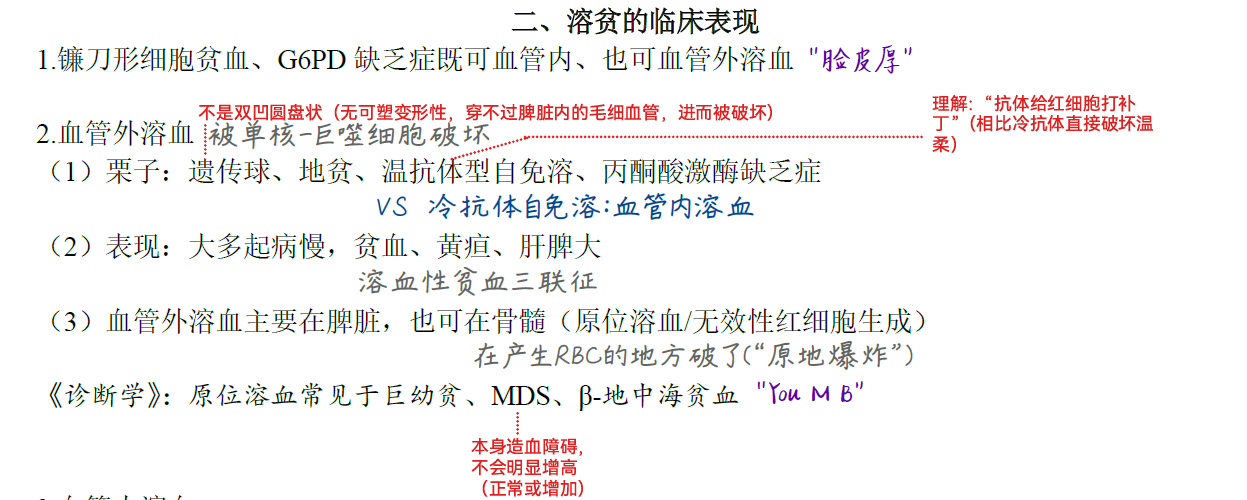 二、溶贫的临床表现
1.镰刀形细胞贫血、G6PD 缺乏症既可血管内、也可血管外溶血 "脸皮厚"
不是双凹圆盘状（无可塑变形性，穿不过脾脏内的毛细血管，进而被破坏）
理解：“抗体给红细胞打补
丁”（相比冷抗体直接破坏温
柔）
2.血管外溶血 被单核-巨噬细胞破坏
（1）栗子：遗传球、地贫、温抗体型自免溶、丙酮酸激酶缺乏症
VS 冷抗体自免溶：血管内溶血
（2）表现：大多起病慢，贫血、黄疸、肝脾大
溶血性贫血三联征
（3）血管外溶血主要在脾脏，也可在骨髓（原位溶血/无效性红细胞生成）
在产生RBC的地方破了(“原地爆炸”)
《诊断学》：原位溶血常见于巨幼贫、MDS、β-地中海贫血 "You M B"
本身造血障碍，
不会明显增高
（正常或增加）